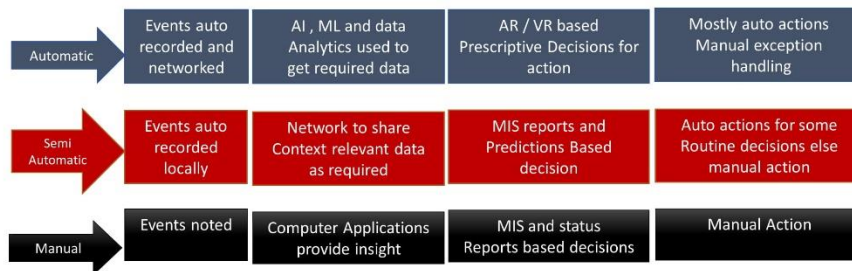 Automatic
Events auto
recorded and
networked
AI , ML and data
Analytics used to
get required data
AR / VR based
Prescriptive Decisions for
action
Mostly auto actions
Manual exception
handling
Semi
Automatic
Events auto
recorded
locally
Network to share
Context relevant data
as required
MIS reports and
Predictions Based
decision
Auto actions for some
Routine decisions else
manual action
Manual
Events noted
Computer Applications
provide insight
MIS and status
Reports based decisions
Manual Action